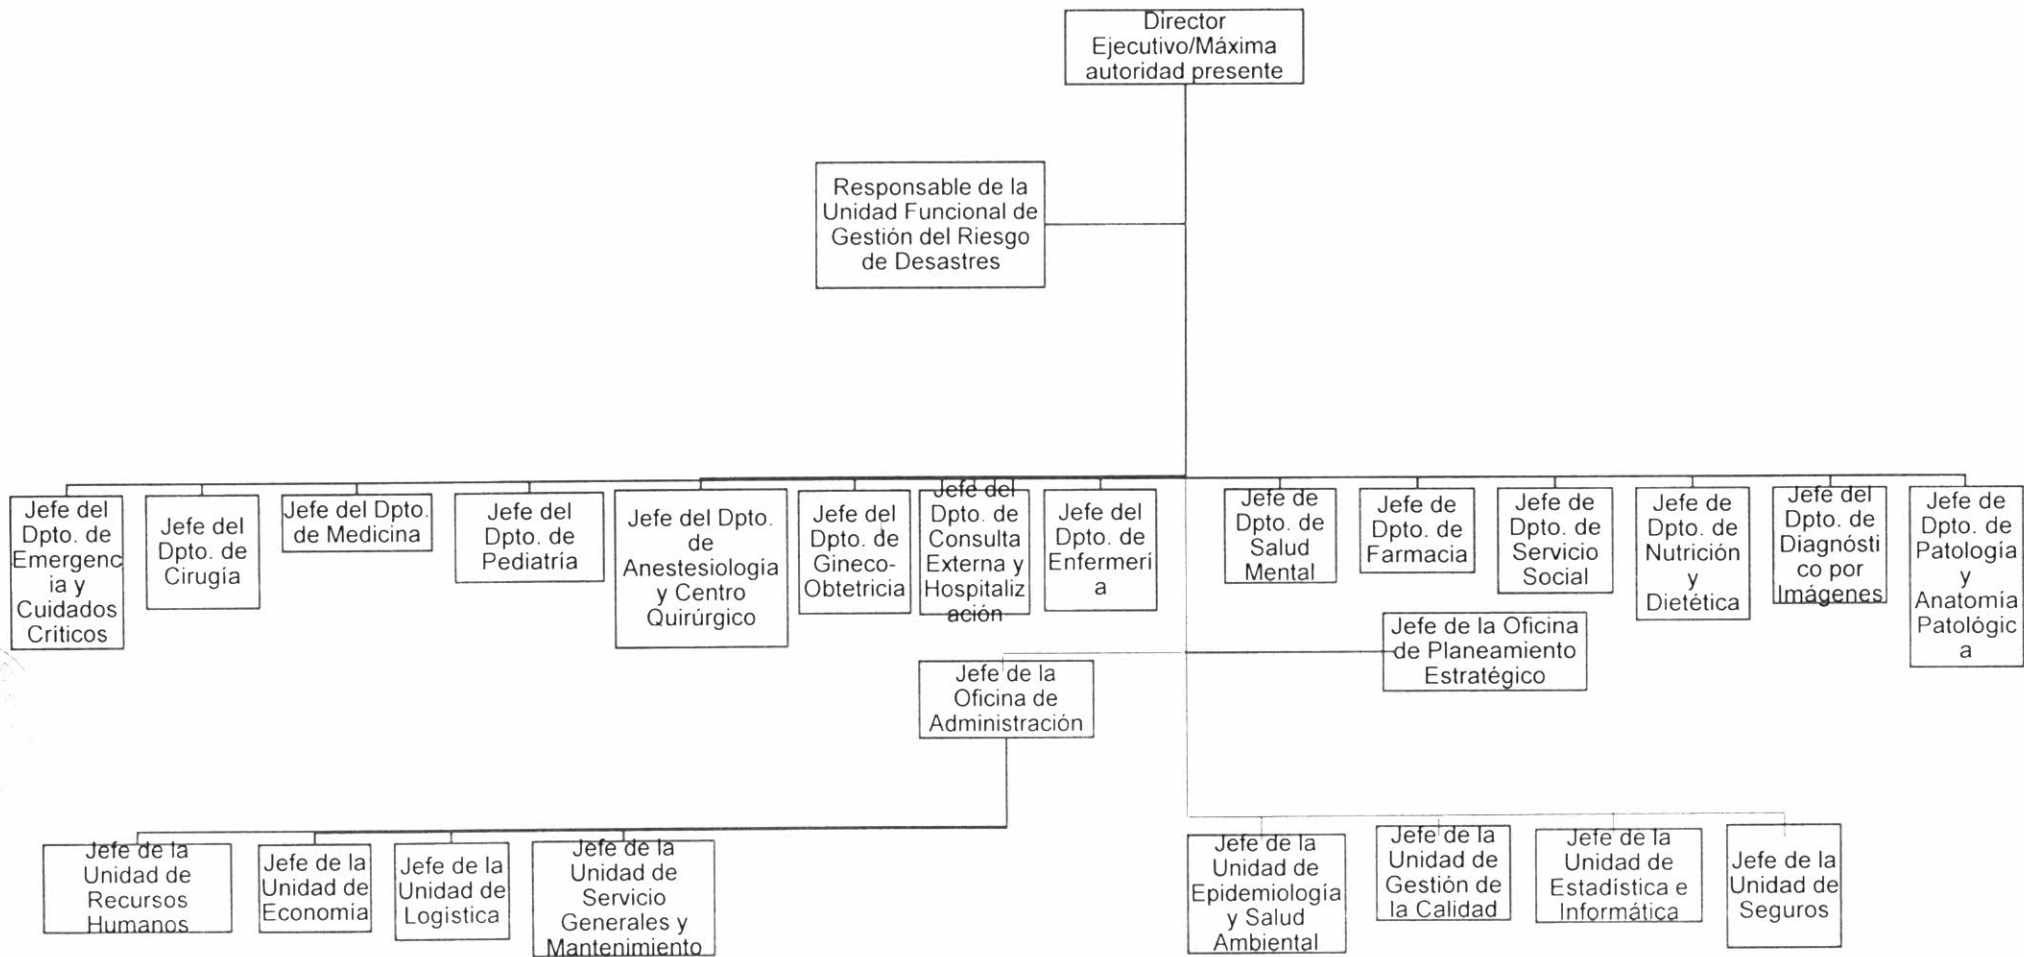 Director
Ejecutivo/Máxima
autoridad presente
Responsable de la
Unidad Funcional de
Gestión del Riesgo
de Desastres
Jefe del
Dpto. de
Emergenc
ia y
Cuidados
Críticos
Jefe del
Dpto. de
Cirugía
Jefe del Dpto.
de Medicina
Jefe del
Dpto. de
Pediatría
Jefe del Dpto.
de
Anestesiología
y Centro
Quirúrgico
Jefe del
Dpto. de
Gineco-
Obtetricia
Jefe del
Dpto. de
Consulta
Externa y
Hospitaliz
ación
Jefe del
Dpto. de
Enfermerí
a
Jefe de
Dpto. de
Salud
Mental
Jefe de
Dpto. de
Farmacia
Jefe de
Dpto. de
Servicio
Social
Jefe de
Dpto. de
Nutrición
y
Dietética
Jefe del
Dpto. de
Diagnósti
co por
Imágenes
Jefe de
Dpto. de
Patología
y
Anatomía
Patológic
a
Jefe de la Oficina
de Planeamiento
Estratégico
Jefe de la
Oficina de
Administración
Jefe de la
Unidad de
Recursos
Humanos
Jefe de la
Unidad de
Economía
Jefe de la
Unidad de
Logística
Jefe de la
Unidad de
Servicio
Generales y
Mantenimiento
Jefe de la
Unidad de
Epidemiología
y Salud
Ambiental
Jefe de la
Unidad de
Gestión de
la Calidad
Jefe de la
Unidad de
Estadística e
Informática
Jefe de la
Unidad de
Seguros